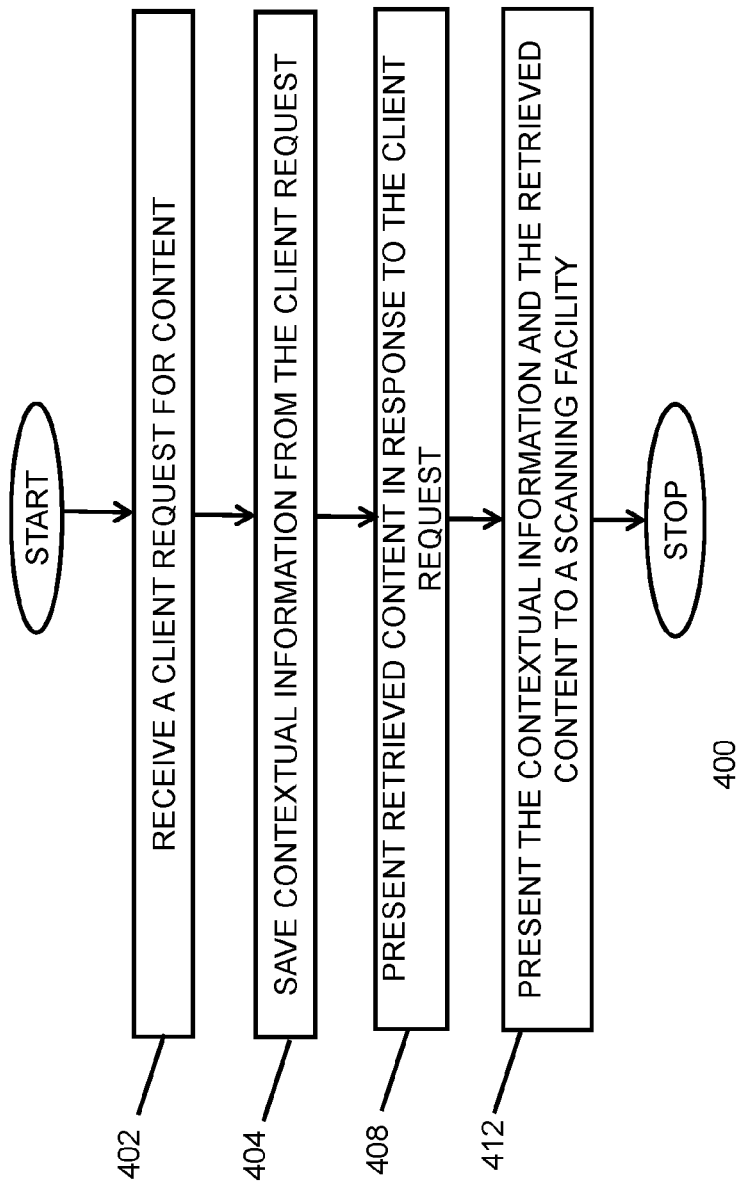 START
402
RECEIVE A CLIENT REQUEST FOR CONTENT
404
SAVE CONTEXTUAL INFORMATION FROM THE CLIENT REQUEST
408
PRESENT RETRIEVED CONTENT IN RESPONSE TO THE CLIENT
REQUEST
412
PRESENT THE CONTEXTUAL INFORMATION AND THE RETRIEVED
CONTENT TO A SCANNING FACILITY
STOP
400